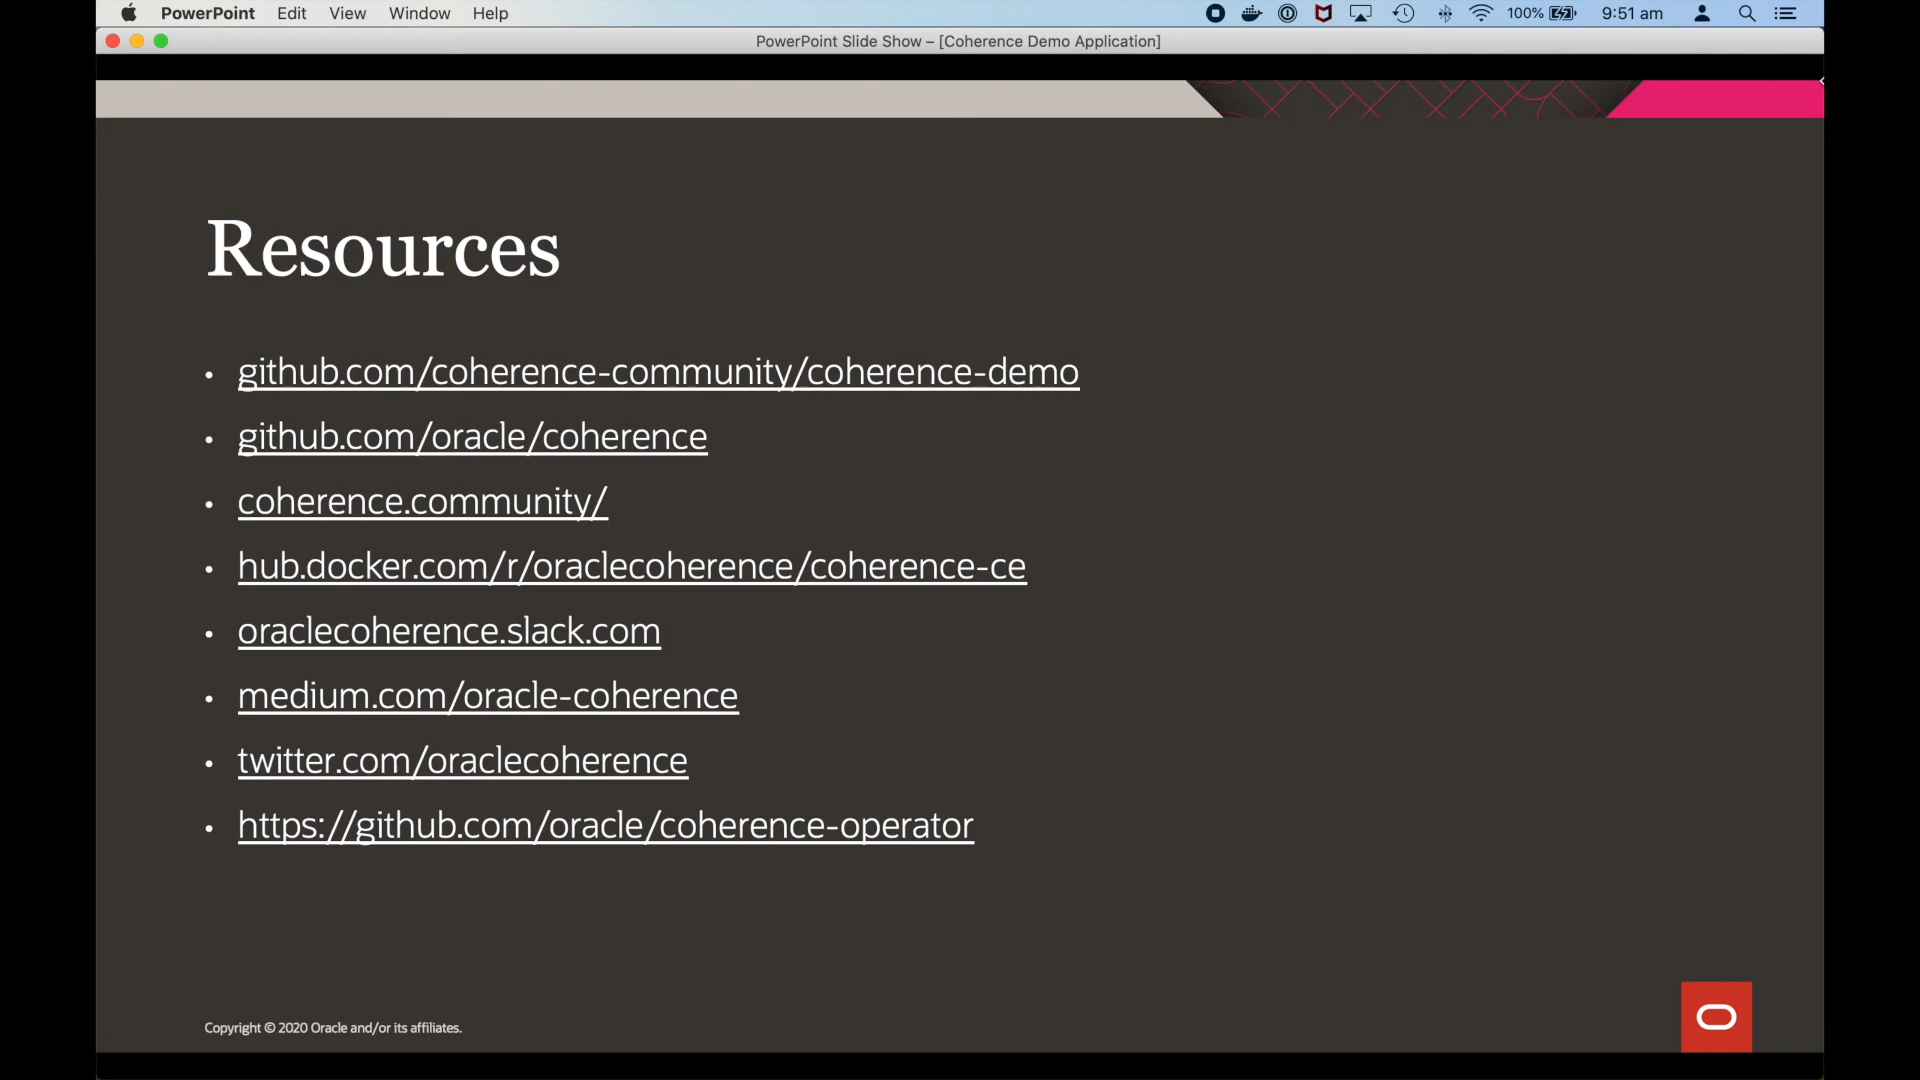 PowerPoint Edit View Window Help 100% 9:51 am
PowerPoint Slide Show – [Coherence Demo Application]
Resources
• github.com/coherence-community/coherence-demo
• github.com/oracle/coherence
• coherence.community/
• hub.docker.com/r/oraclecoherence/coherence-ce
• oraclecoherence.slack.com
• medium.com/oracle-coherence
• twitter.com/oraclecoherence
• https://github.com/oracle/coherence-operator
Copyright © 2020 Oracle and/or its affiliates.